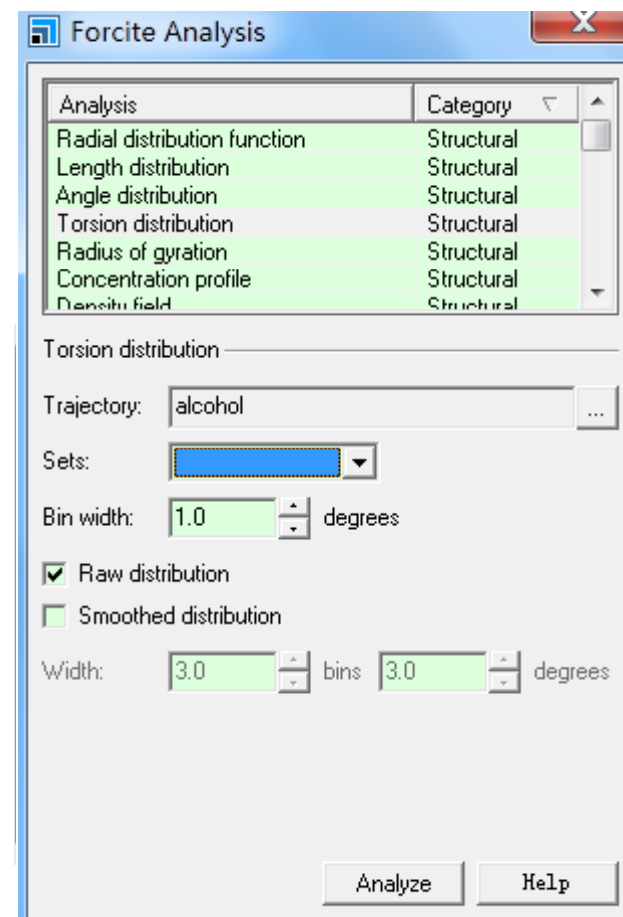 Forcite Analysis
Analysis Category
Radial distribution function Structural
Length distribution Structural
Angle distribution Structural
Torsion distribution Structural
Radius of gyration Structural
Concentration profile Structural
Density field Structural
Torsion distribution
Trajectory: alcohol ...
Sets:
Bin width: 1.0 degrees
Raw distribution
Smoothed distribution
Width: 3.0 bins 3.0 degrees
Analyze Help